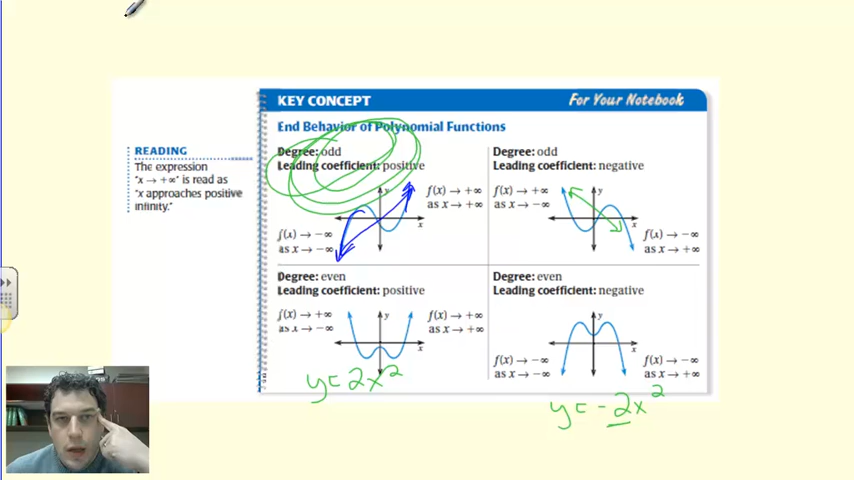 KEY CONCEPT
For Your Notebook
End Behavior of Polynomial Functions
READING
The expression
"x → +∞" is read as
"x approaches positive
infinity."
Degree: odd
Leading coefficient: positive
y
f(x) → +∞
as x → +∞
x
f(x) → −∞
as x → −∞
Degree: odd
Leading coefficient: negative
f(x) → +∞
as x → −∞
y
x
f(x) → −∞
as x → +∞
Degree: even
Leading coefficient: positive
f(x) → +∞
as x → −∞
y
f(x) → +∞
as x → +∞
x
y = 2x²
Degree: even
Leading coefficient: negative
y
x
f(x) → −∞
as x → −∞
f(x) → −∞
as x → +∞
y = -2x²